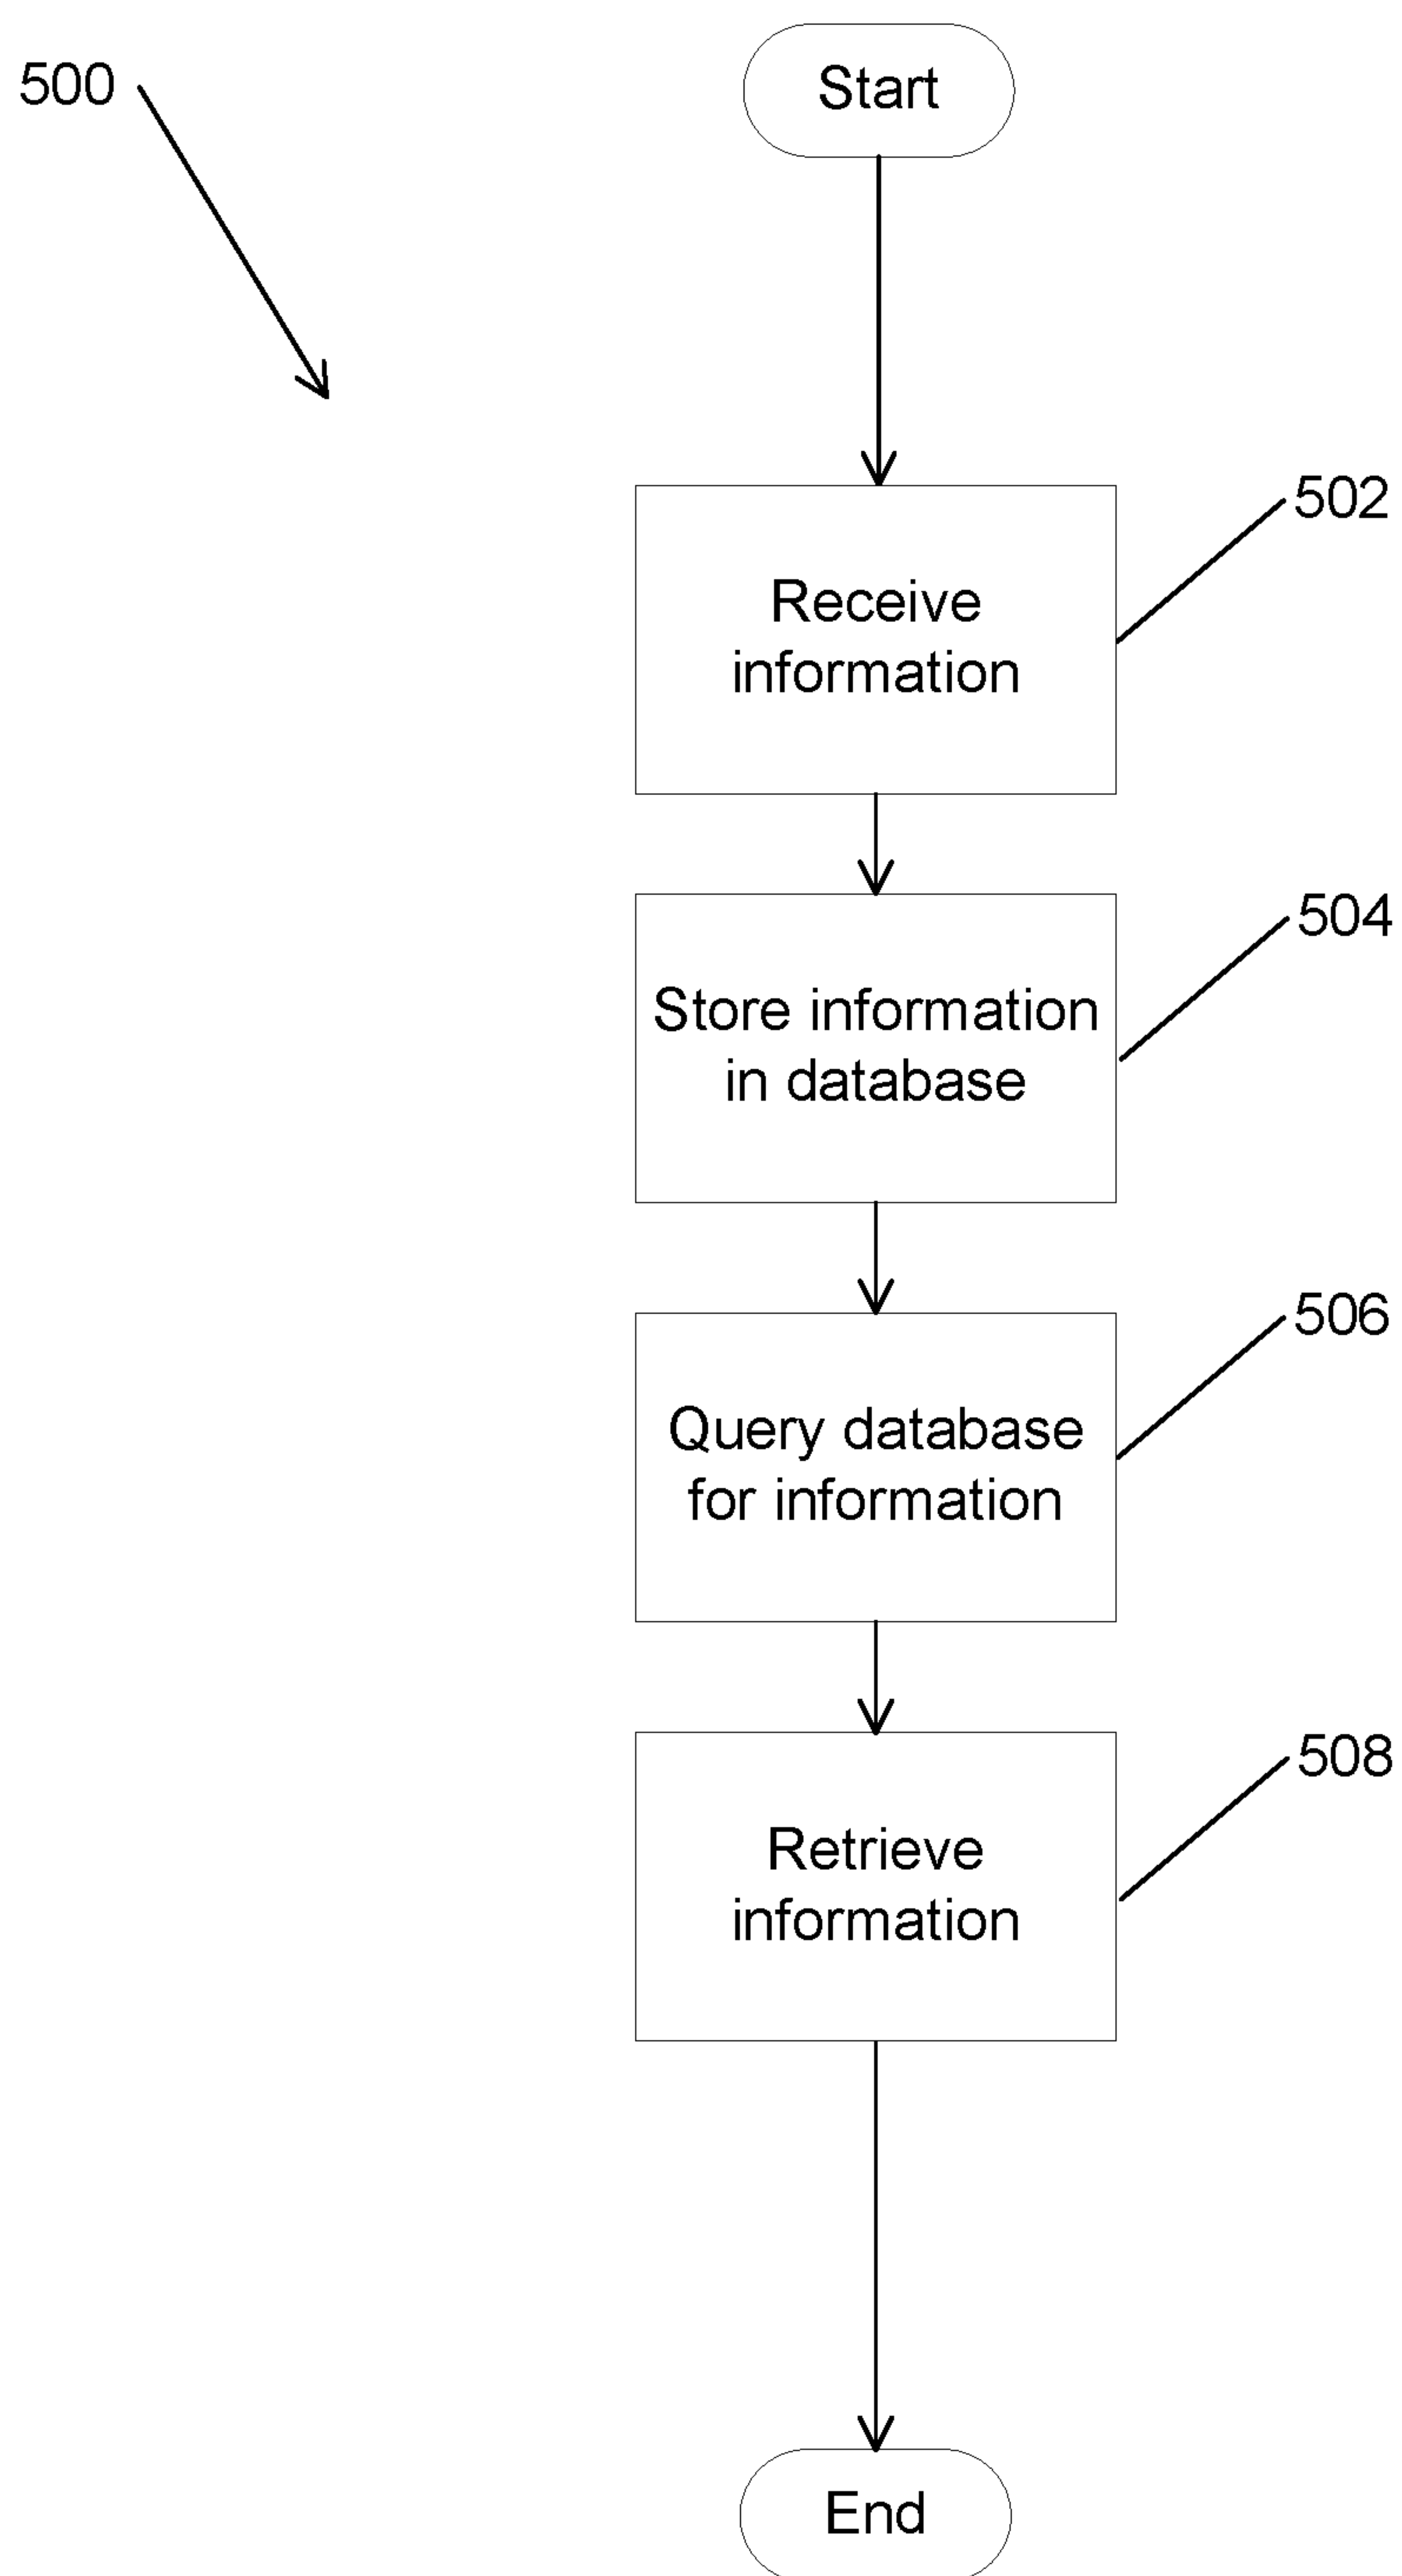 500
Start
502
Receive
information
504
Store information
in database
506
Query database
for information
508
Retrieve
information
End